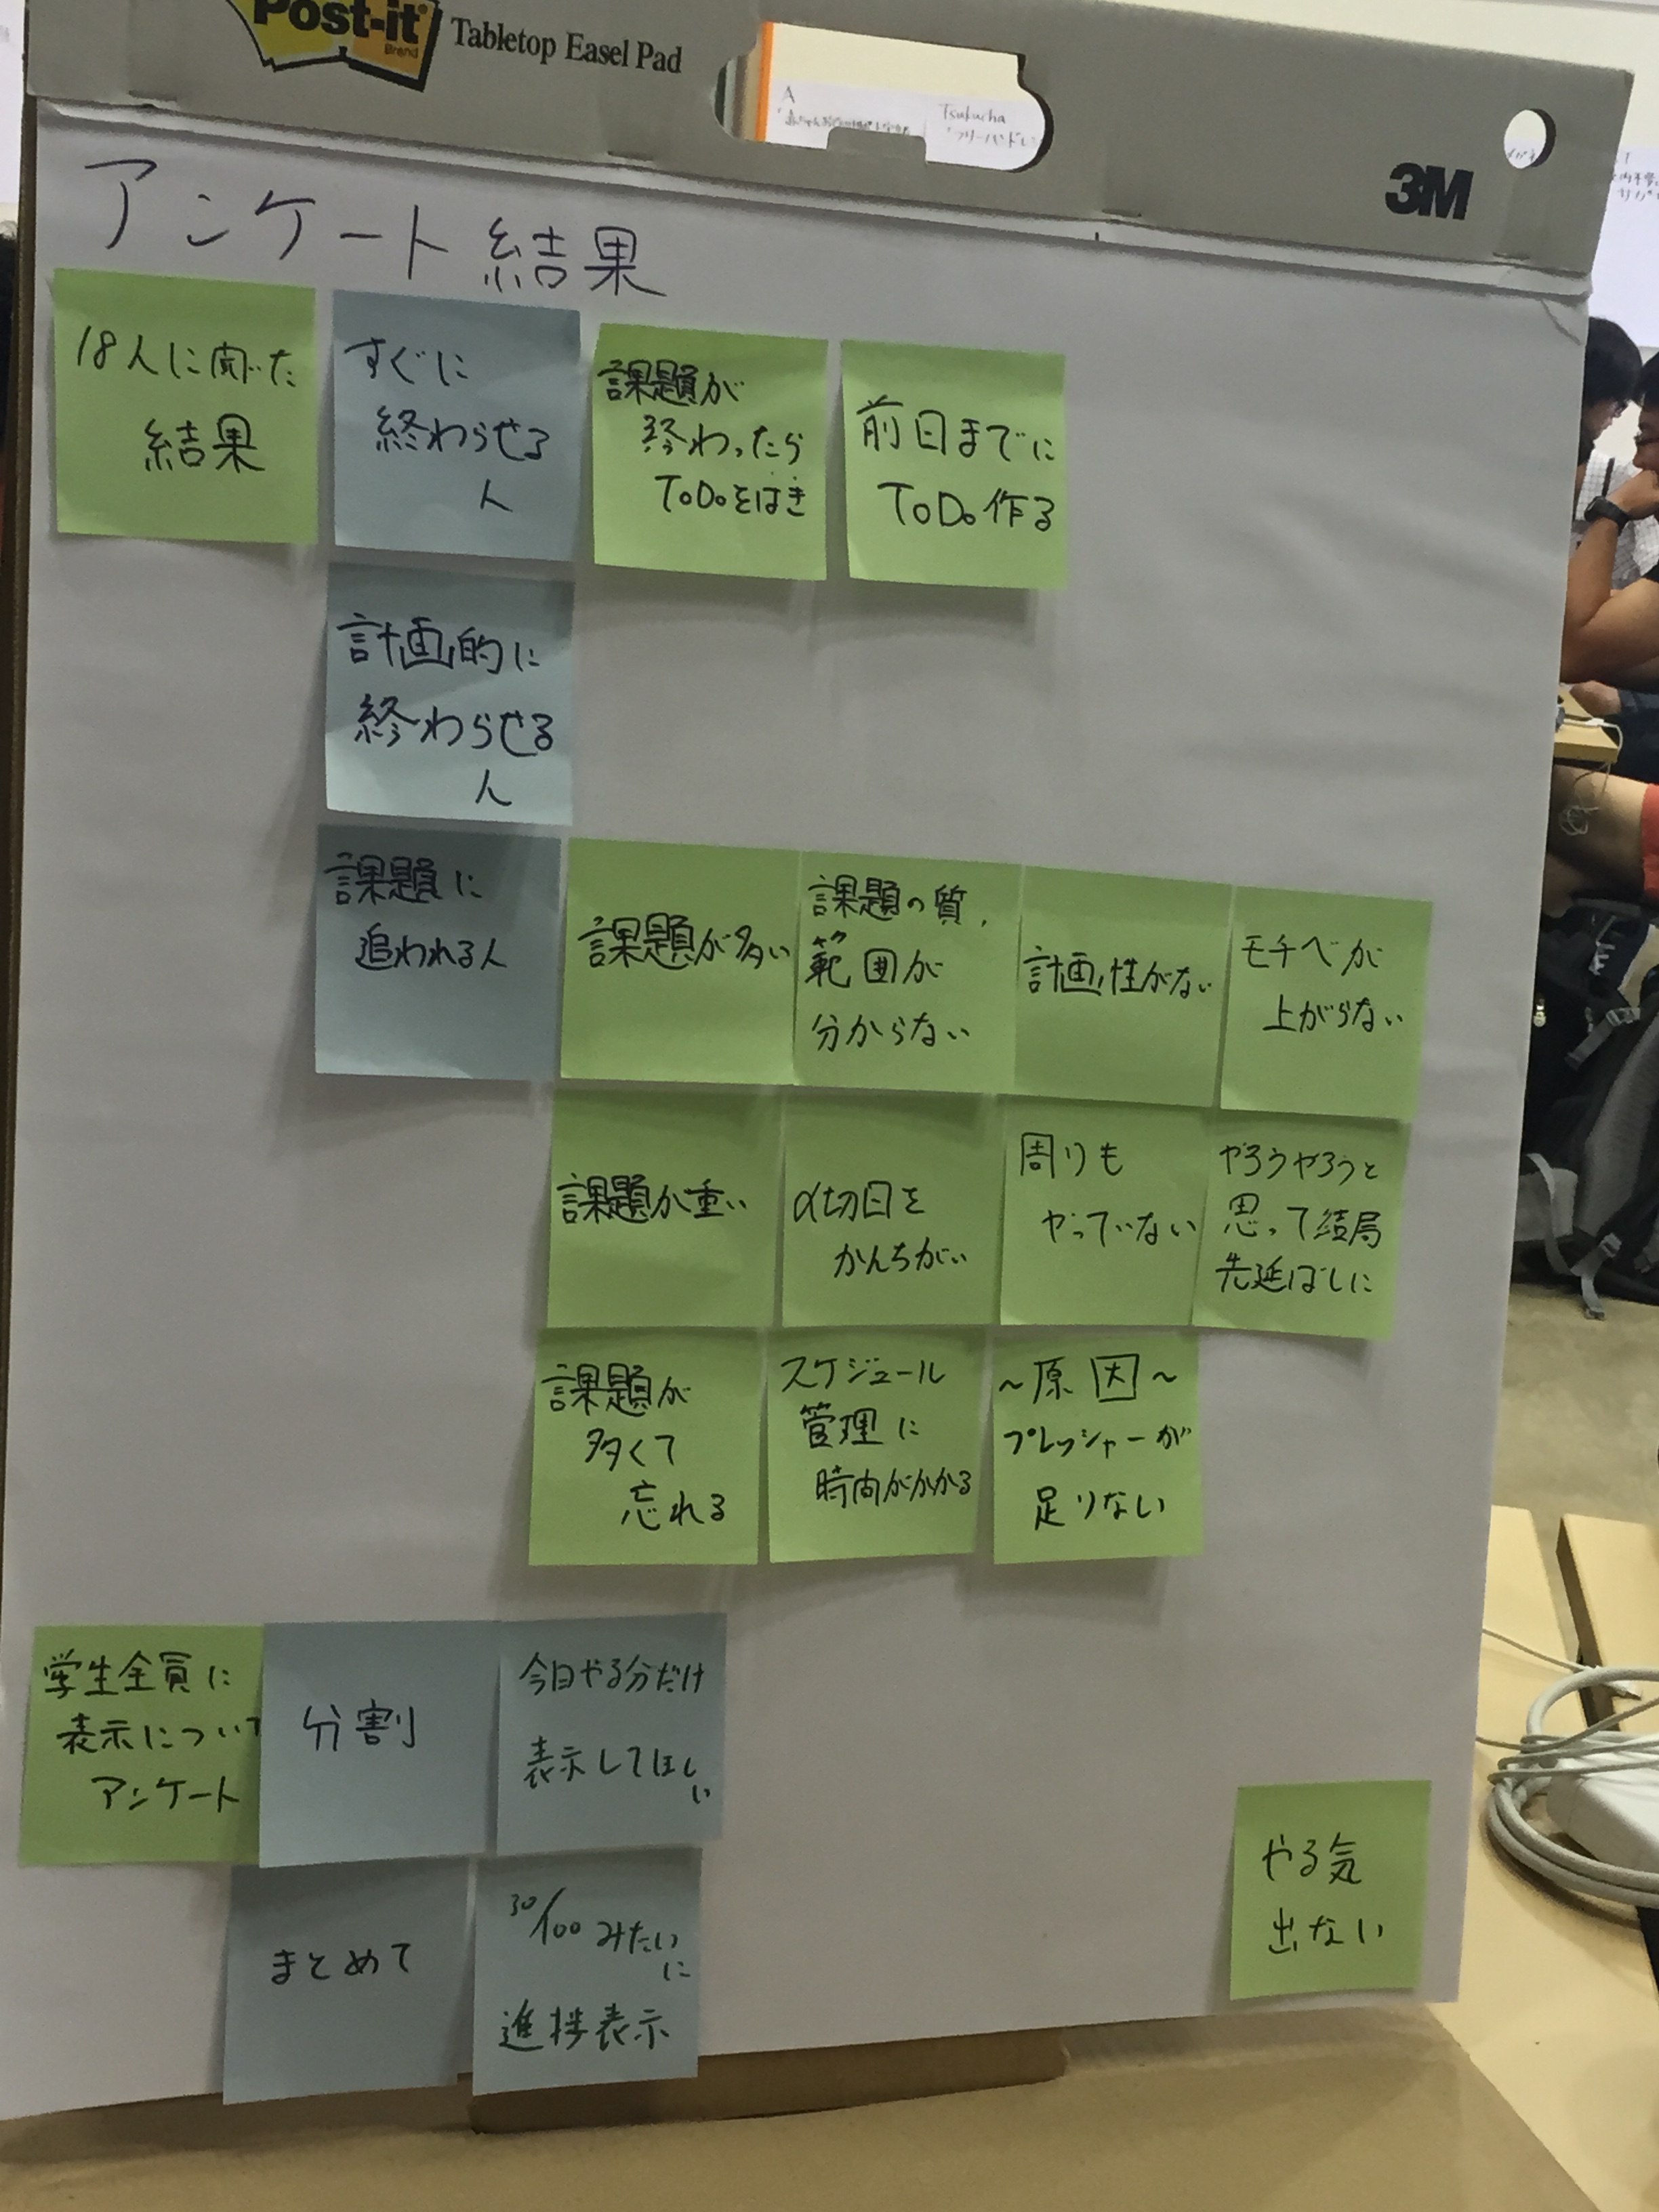 Post-it
Brand
Tabletop Easel Pad
3M
A
Tsukucha
アンケート結果
18人に聞いた
結果
すぐに
終わらせる
人
課題が
終わったら
ToDoをはき
前日までに
ToDo作る
計画的に
終わらせる
人
課題に
追われる人
課題が多い
課題の質,
範囲が
分からない
計画性がない
モチベが
上がらない
課題が重い
〆切日を
かんちがい
周りも
やっていない
やろうやろうと
思って結局
先延ばしに
課題が
多くて
忘れる
スケジュール
管理に
時間がかかる
~原因~
プレッシャーが
足りない
学生全員に
表示について
アンケート
分割
今日やる分だけ
表示してほしい
まとめて
30/100みたいに
進捗表示
やる気
出ない